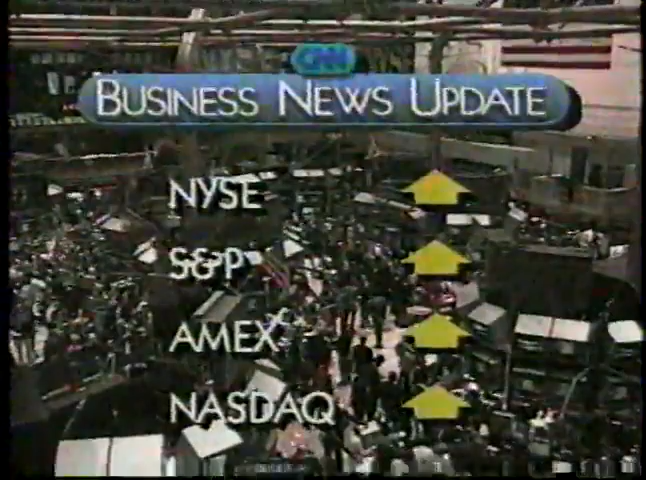 CNN
BUSINESS NEWS UPDATE
NYSE
S&P
AMEX
NASDAQ